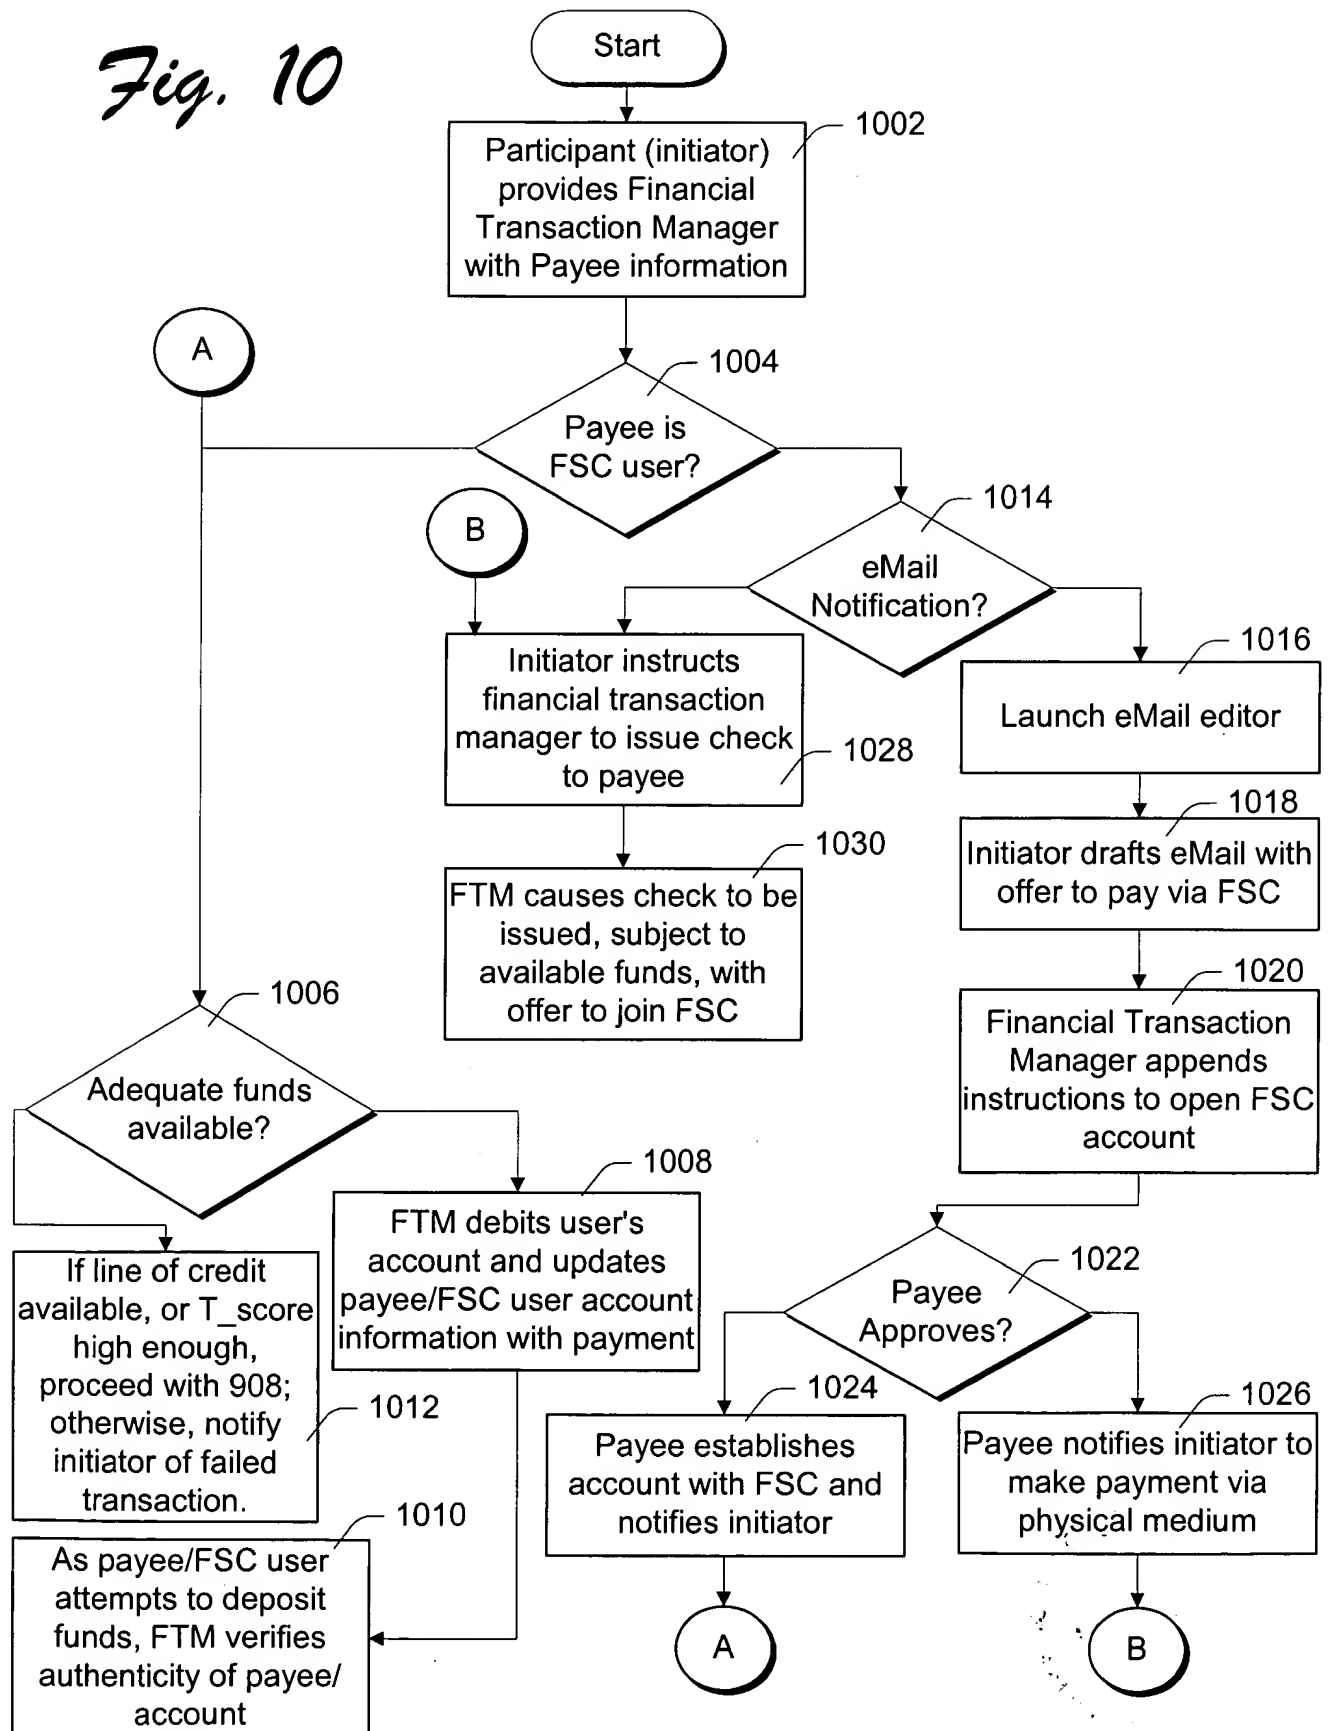 Fig. 10
Start
1002
Participant (initiator)
provides Financial
Transaction Manager
with Payee information
A
1004
Payee is
FSC user?
B
1014
eMail
Notification?
Initiator instructs
financial transaction
manager to issue check
to payee
1028
1016
Launch eMail editor
1018
Initiator drafts eMail with
offer to pay via FSC
1030
FTM causes check to be
issued, subject to
available funds, with
offer to join FSC
1020
Financial Transaction
Manager appends
instructions to open FSC
account
1006
Adequate funds
available?
1008
FTM debits user's
account and updates
payee/FSC user account
information with payment
1022
Payee
Approves?
If line of credit
available, or T_score
high enough,
proceed with 908;
otherwise, notify
initiator of failed
transaction.
1012
1024
Payee establishes
account with FSC and
notifies initiator
1026
Payee notifies initiator to
make payment via
physical medium
1010
As payee/FSC user
attempts to deposit
funds, FTM verifies
authenticity of payee/
account
A
B